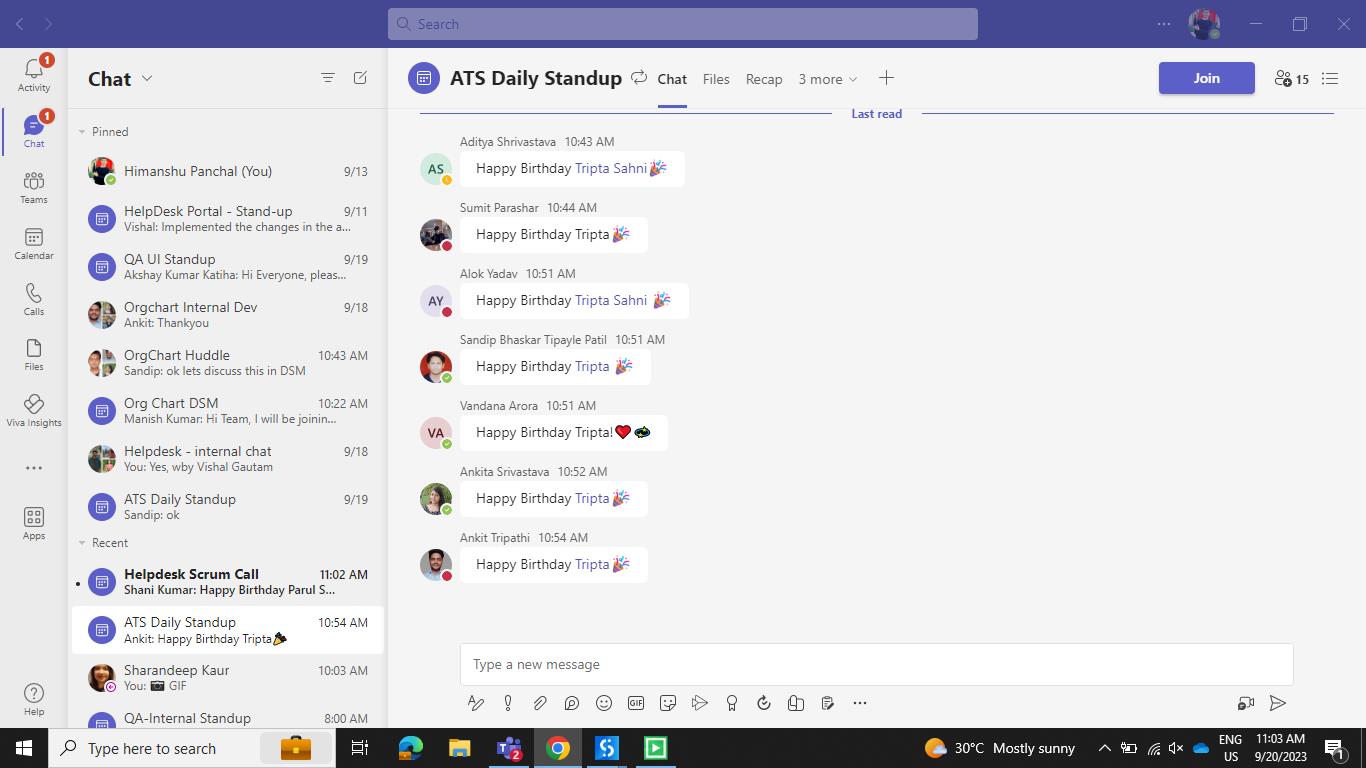 Search
1
Activity
1
Chat
Teams
Calendar
Calls
Files
Viva Insights
Apps
Help
Chat
Pinned
Himanshu Panchal (You) 9/13
HelpDesk Portal - Stand-up 9/11
Vishal: Implemented the changes in the a...
QA UI Standup 9/19
Akshay Kumar Katiha: Hi Everyone, pleas...
Orgchart Internal Dev 9/18
Ankit: Thankyou
OrgChart Huddle 10:43 AM
Sandip: ok lets discuss this in DSM
Org Chart DSM 10:22 AM
Manish Kumar: Hi Team, I will be joinin...
Helpdesk - internal chat 9/18
You: Yes, wby Vishal Gautam
ATS Daily Standup 9/19
Sandip: ok
Recent
Helpdesk Scrum Call 11:02 AM
Shani Kumar: Happy Birthday Parul S...
ATS Daily Standup 10:54 AM
Ankit: Happy Birthday Tripta🎉
Sharandeep Kaur 10:03 AM
You: 📷 GIF
QA-Internal Standup 8:00 AM
ATS Daily Standup Chat Files Recap 3 more Join 15
Last read
Aditya Shrivastava 10:43 AM
AS Happy Birthday Tripta Sahni🎉
Sumit Parashar 10:44 AM
Happy Birthday Tripta🎉
Alok Yadav 10:51 AM
AY Happy Birthday Tripta Sahni 🎉
Sandip Bhaskar Tipayle Patil 10:51 AM
Happy Birthday Tripta 🎉
Vandana Arora 10:51 AM
VA Happy Birthday Tripta!❤️💫
Ankita Srivastava 10:52 AM
Happy Birthday Tripta🎉
Ankit Tripathi 10:54 AM
Happy Birthday Tripta🎉
Type a new message
GIF
Type here to search
2
30°C Mostly sunny
ENG
US
11:03 AM
9/20/2023
1